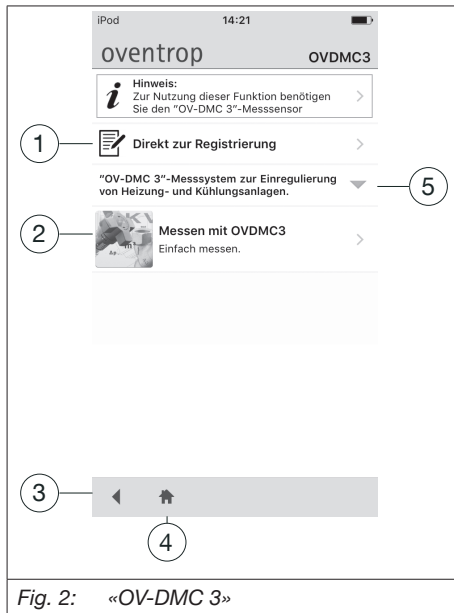 iPod 14:21
oventrop OVDMC3
Hinweis:
Zur Nutzung dieser Funktion benötigen
Sie den "OV-DMC 3"-Messsensor
1
Direkt zur Registrierung
"OV-DMC 3"-Messsystem zur Einregulierung
von Heizung- und Kühlungsanlagen.
5
2
Messen mit OVDMC3
Einfach messen.
3
4
Fig. 2: «OV-DMC 3»